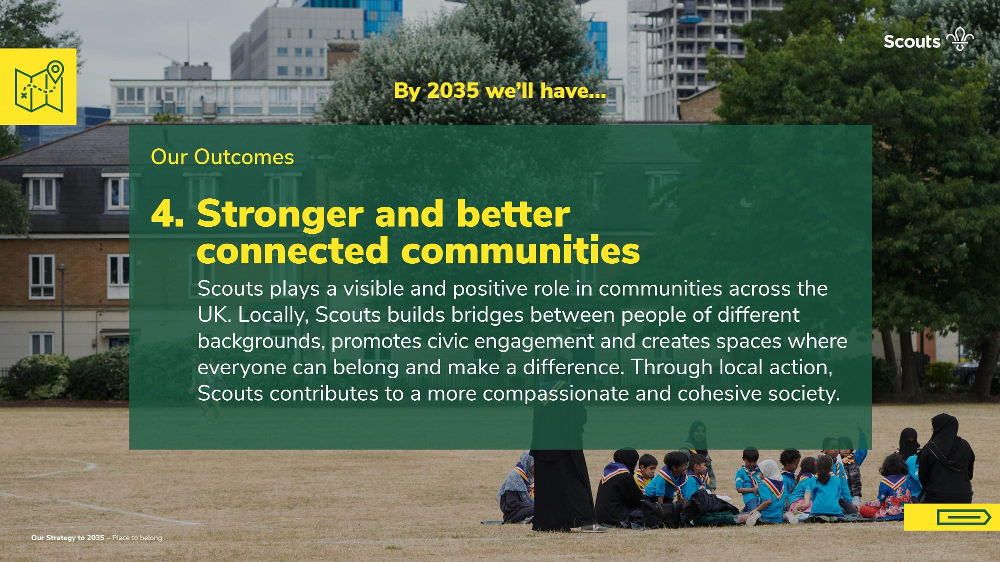 Scouts
By 2035 we'll have...
Our Outcomes
4. Stronger and better
connected communities
Scouts plays a visible and positive role in communities across the
UK. Locally, Scouts builds bridges between people of different
backgrounds, promotes civic engagement and creates spaces where
everyone can belong and make a difference. Through local action,
Scouts contributes to a more compassionate and cohesive society.
Our Strategy to 2035 – Place to belong